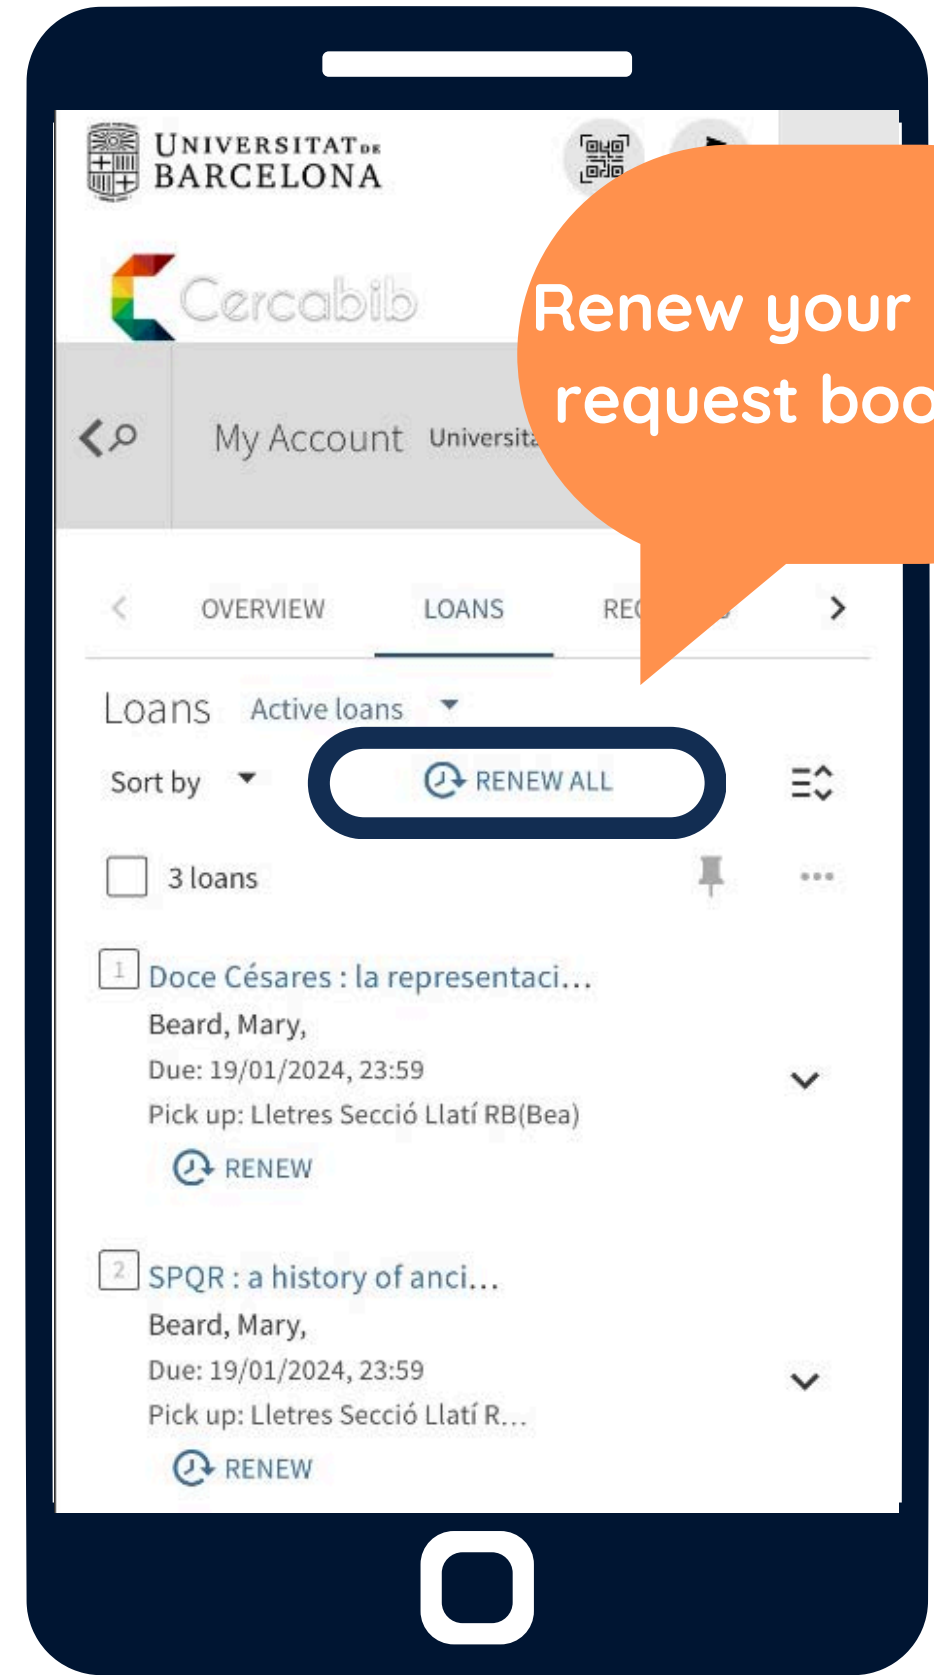 UNIVERSITAT DE
BARCELONA
Cercabib
Renew your
request
My Account
OVERVIEW LOANS
Loans Active loans
Sort by RENEW ALL
3 loans
1 Doce Césares : la representaci...
Beard, Mary,
Due: 19/01/2024, 23:59
Pick up: Lletres Secció Llatí RB(Bea)
RENEW
2 SPQR : a history of anci...
Beard, Mary,
Due: 19/01/2024, 23:59
Pick up: Lletres Secció Llatí R...
RENEW